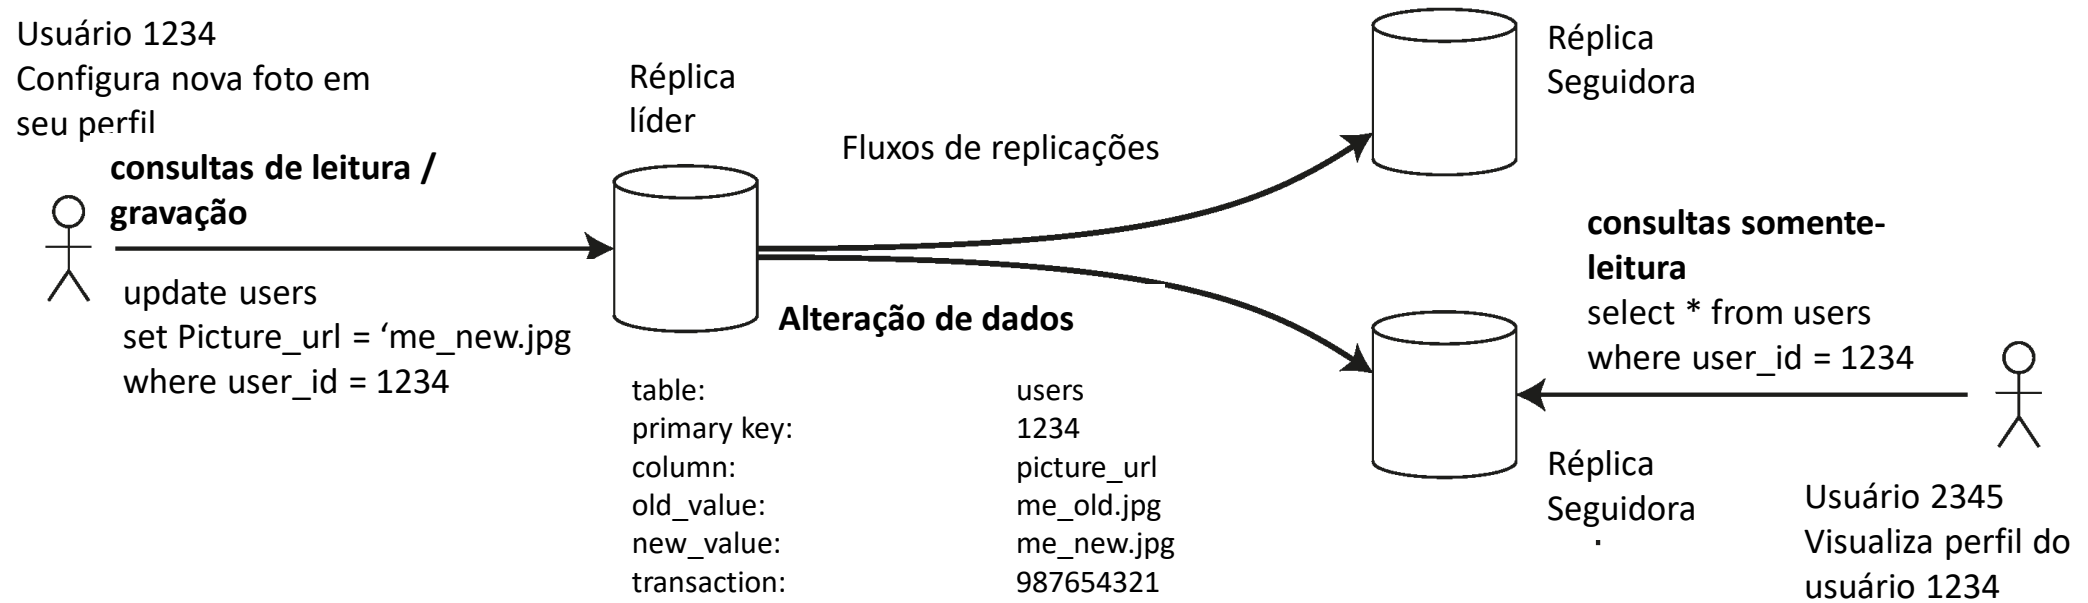 Usuário 1234
Configura nova foto em
seu perfil
consultas de leitura /
gravação
update users
set Picture_url = ‘me_new.jpg
where user_id = 1234
Réplica
líder
Fluxos de replicações
Alteração de dados
table: users
primary key: 1234
column: picture_url
old_value: me_old.jpg
new_value: me_new.jpg
transaction: 987654321
Réplica
Seguidora
consultas somente-
leitura
select * from users
where user_id = 1234
Réplica
Seguidora
Usuário 2345
Visualiza perfil do
usuário 1234